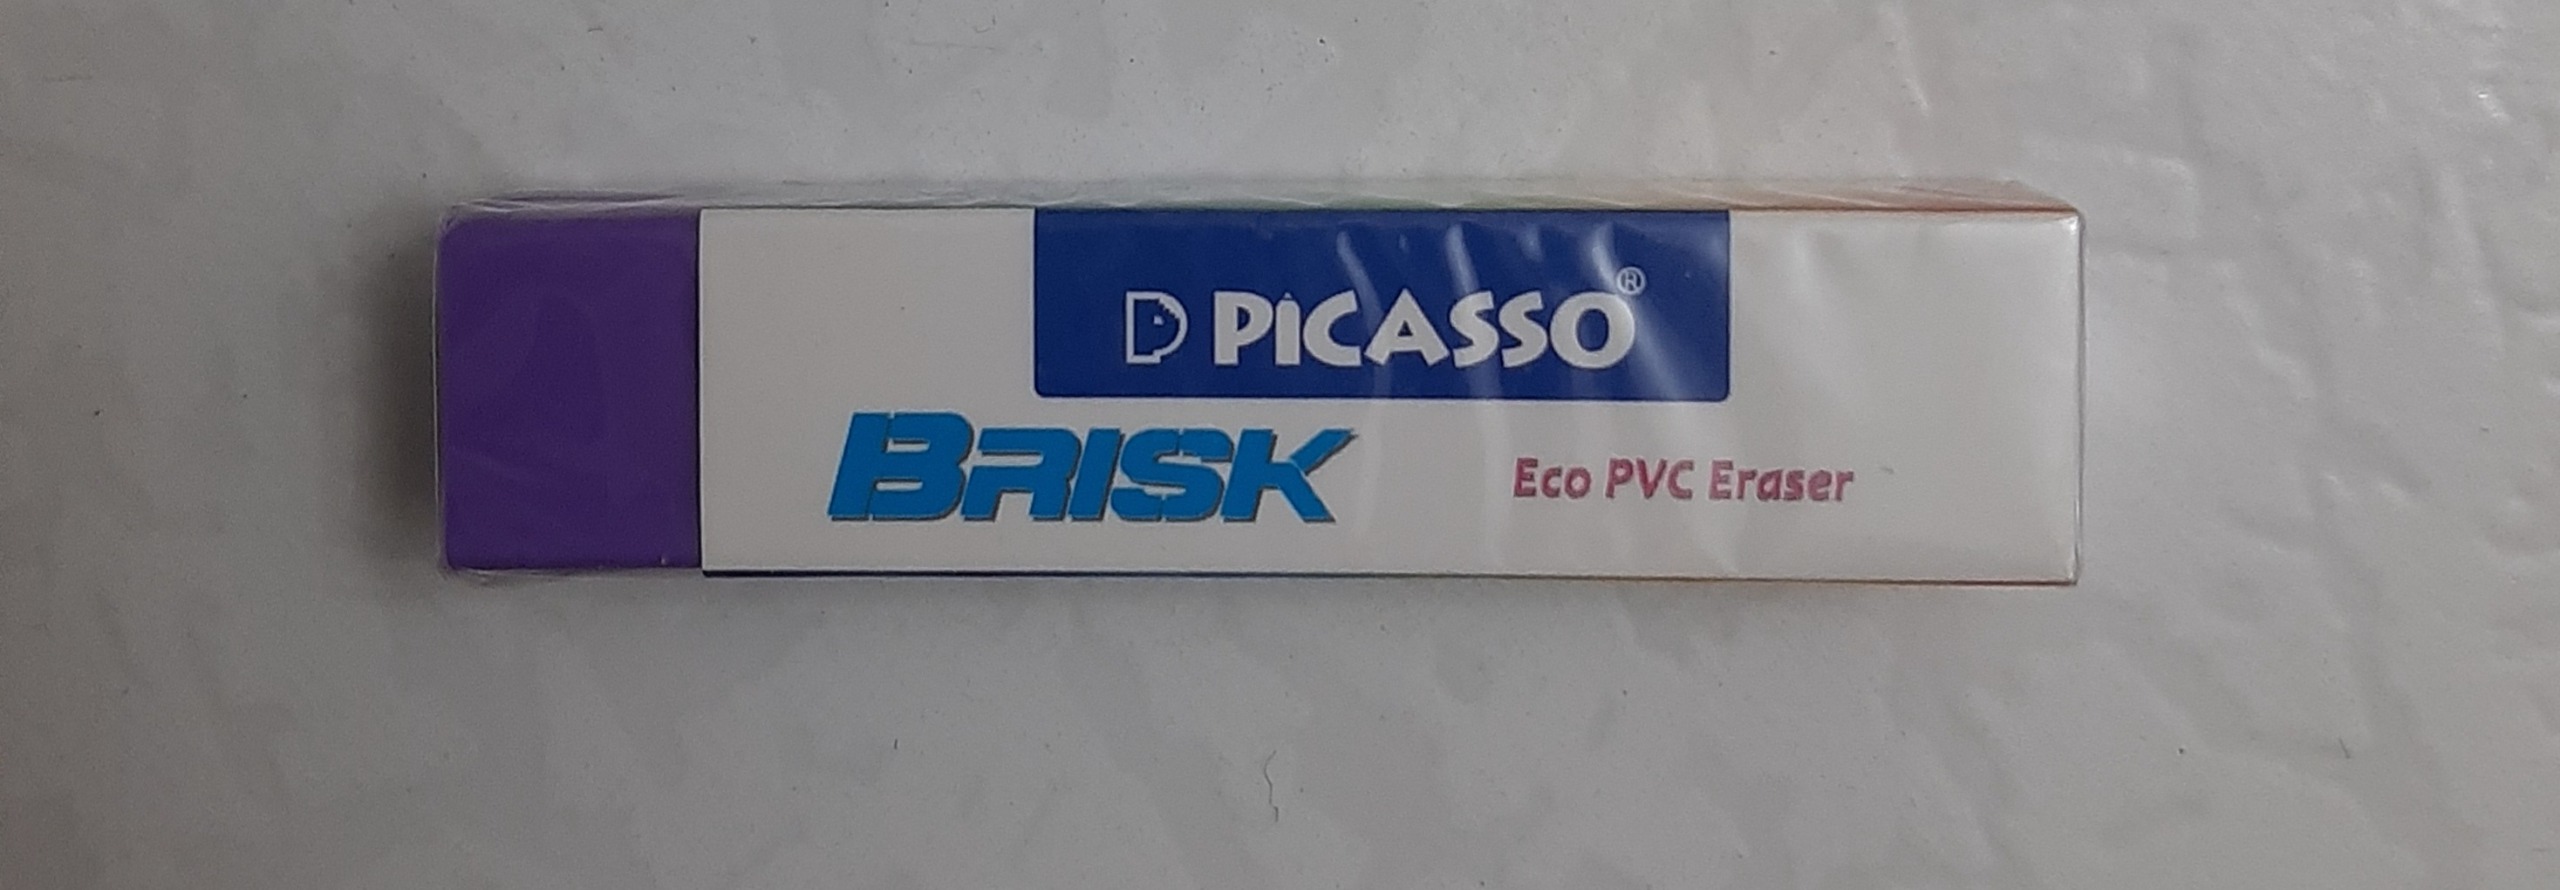 PICASSO®
BRISK
Eco PVC Eraser